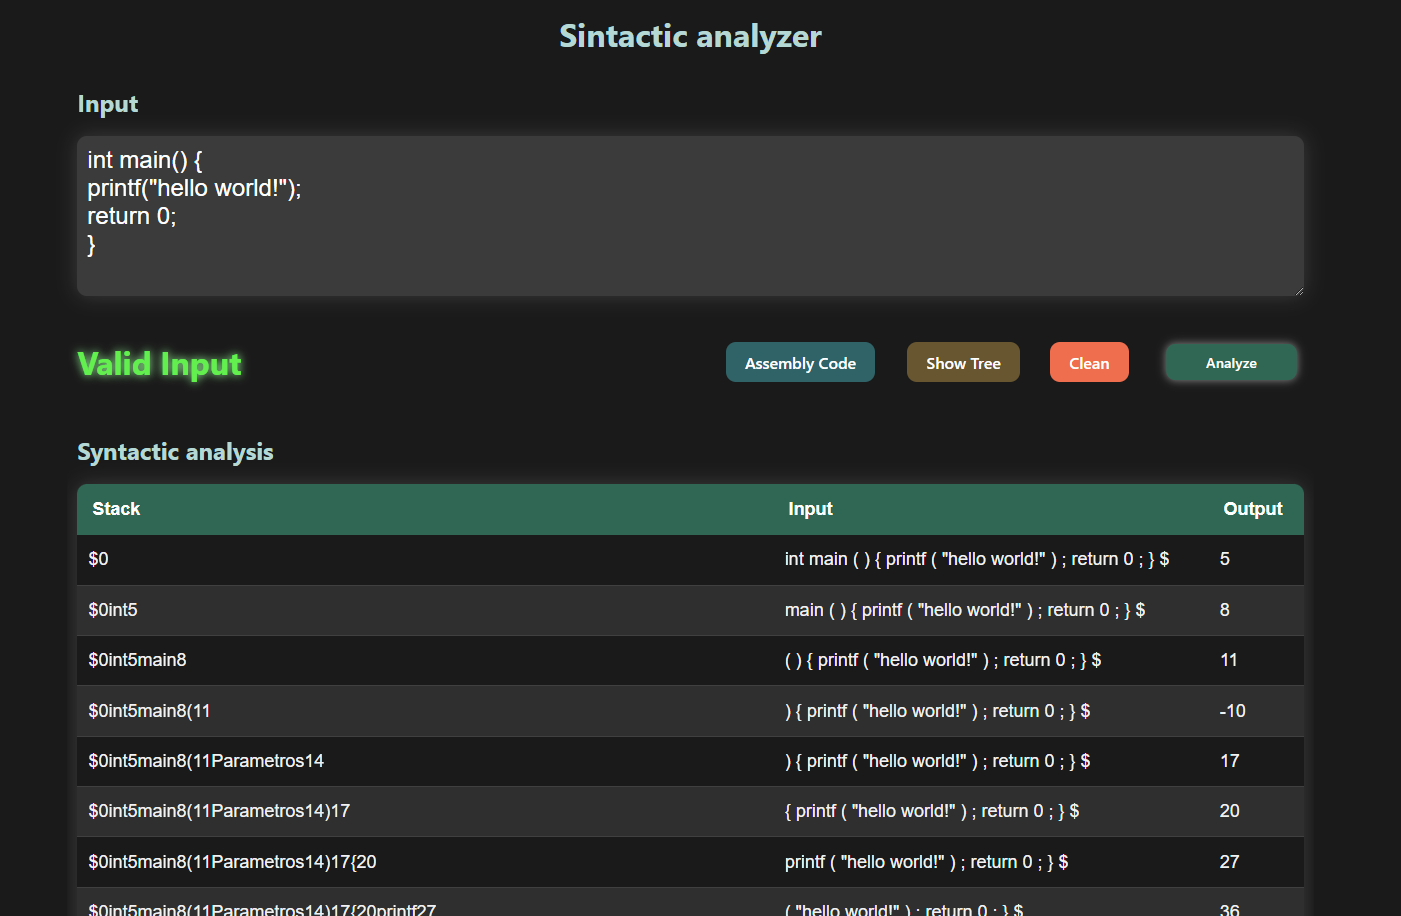 Sintactic analyzer
Input
int main() {
printf("hello world!");
return 0;
}
Valid Input
Assembly Code Show Tree Clean Analyze
Syntactic analysis
Stack Input Output
$0 int main ( ) { printf ( "hello world!" ) ; return 0 ; } $ 5
$0int5 main ( ) { printf ( "hello world!" ) ; return 0 ; } $ 8
$0int5main8 ( ) { printf ( "hello world!" ) ; return 0 ; } $ 11
$0int5main8(11 ) { printf ( "hello world!" ) ; return 0 ; } $ -10
$0int5main8(11Parametros14 ) { printf ( "hello world!" ) ; return 0 ; } $ 17
$0int5main8(11Parametros14)17 { printf ( "hello world!" ) ; return 0 ; } $ 20
$0int5main8(11Parametros14)17{20 printf ( "hello world!" ) ; return 0 ; } $ 27
$0int5main8(11Parametros14)17{20printf27 ( "hello world!" ) ; return 0 ; } $ 36